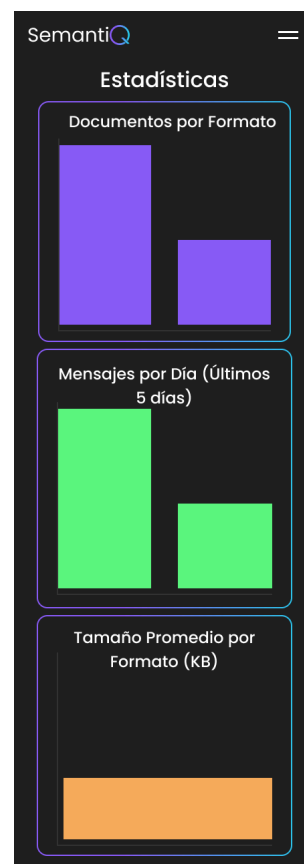 SemantiQ
Estadísticas
Documentos por Formato
Mensajes por Día (Últimos
5 días)
Tamaño Promedio por
Formato (KB)